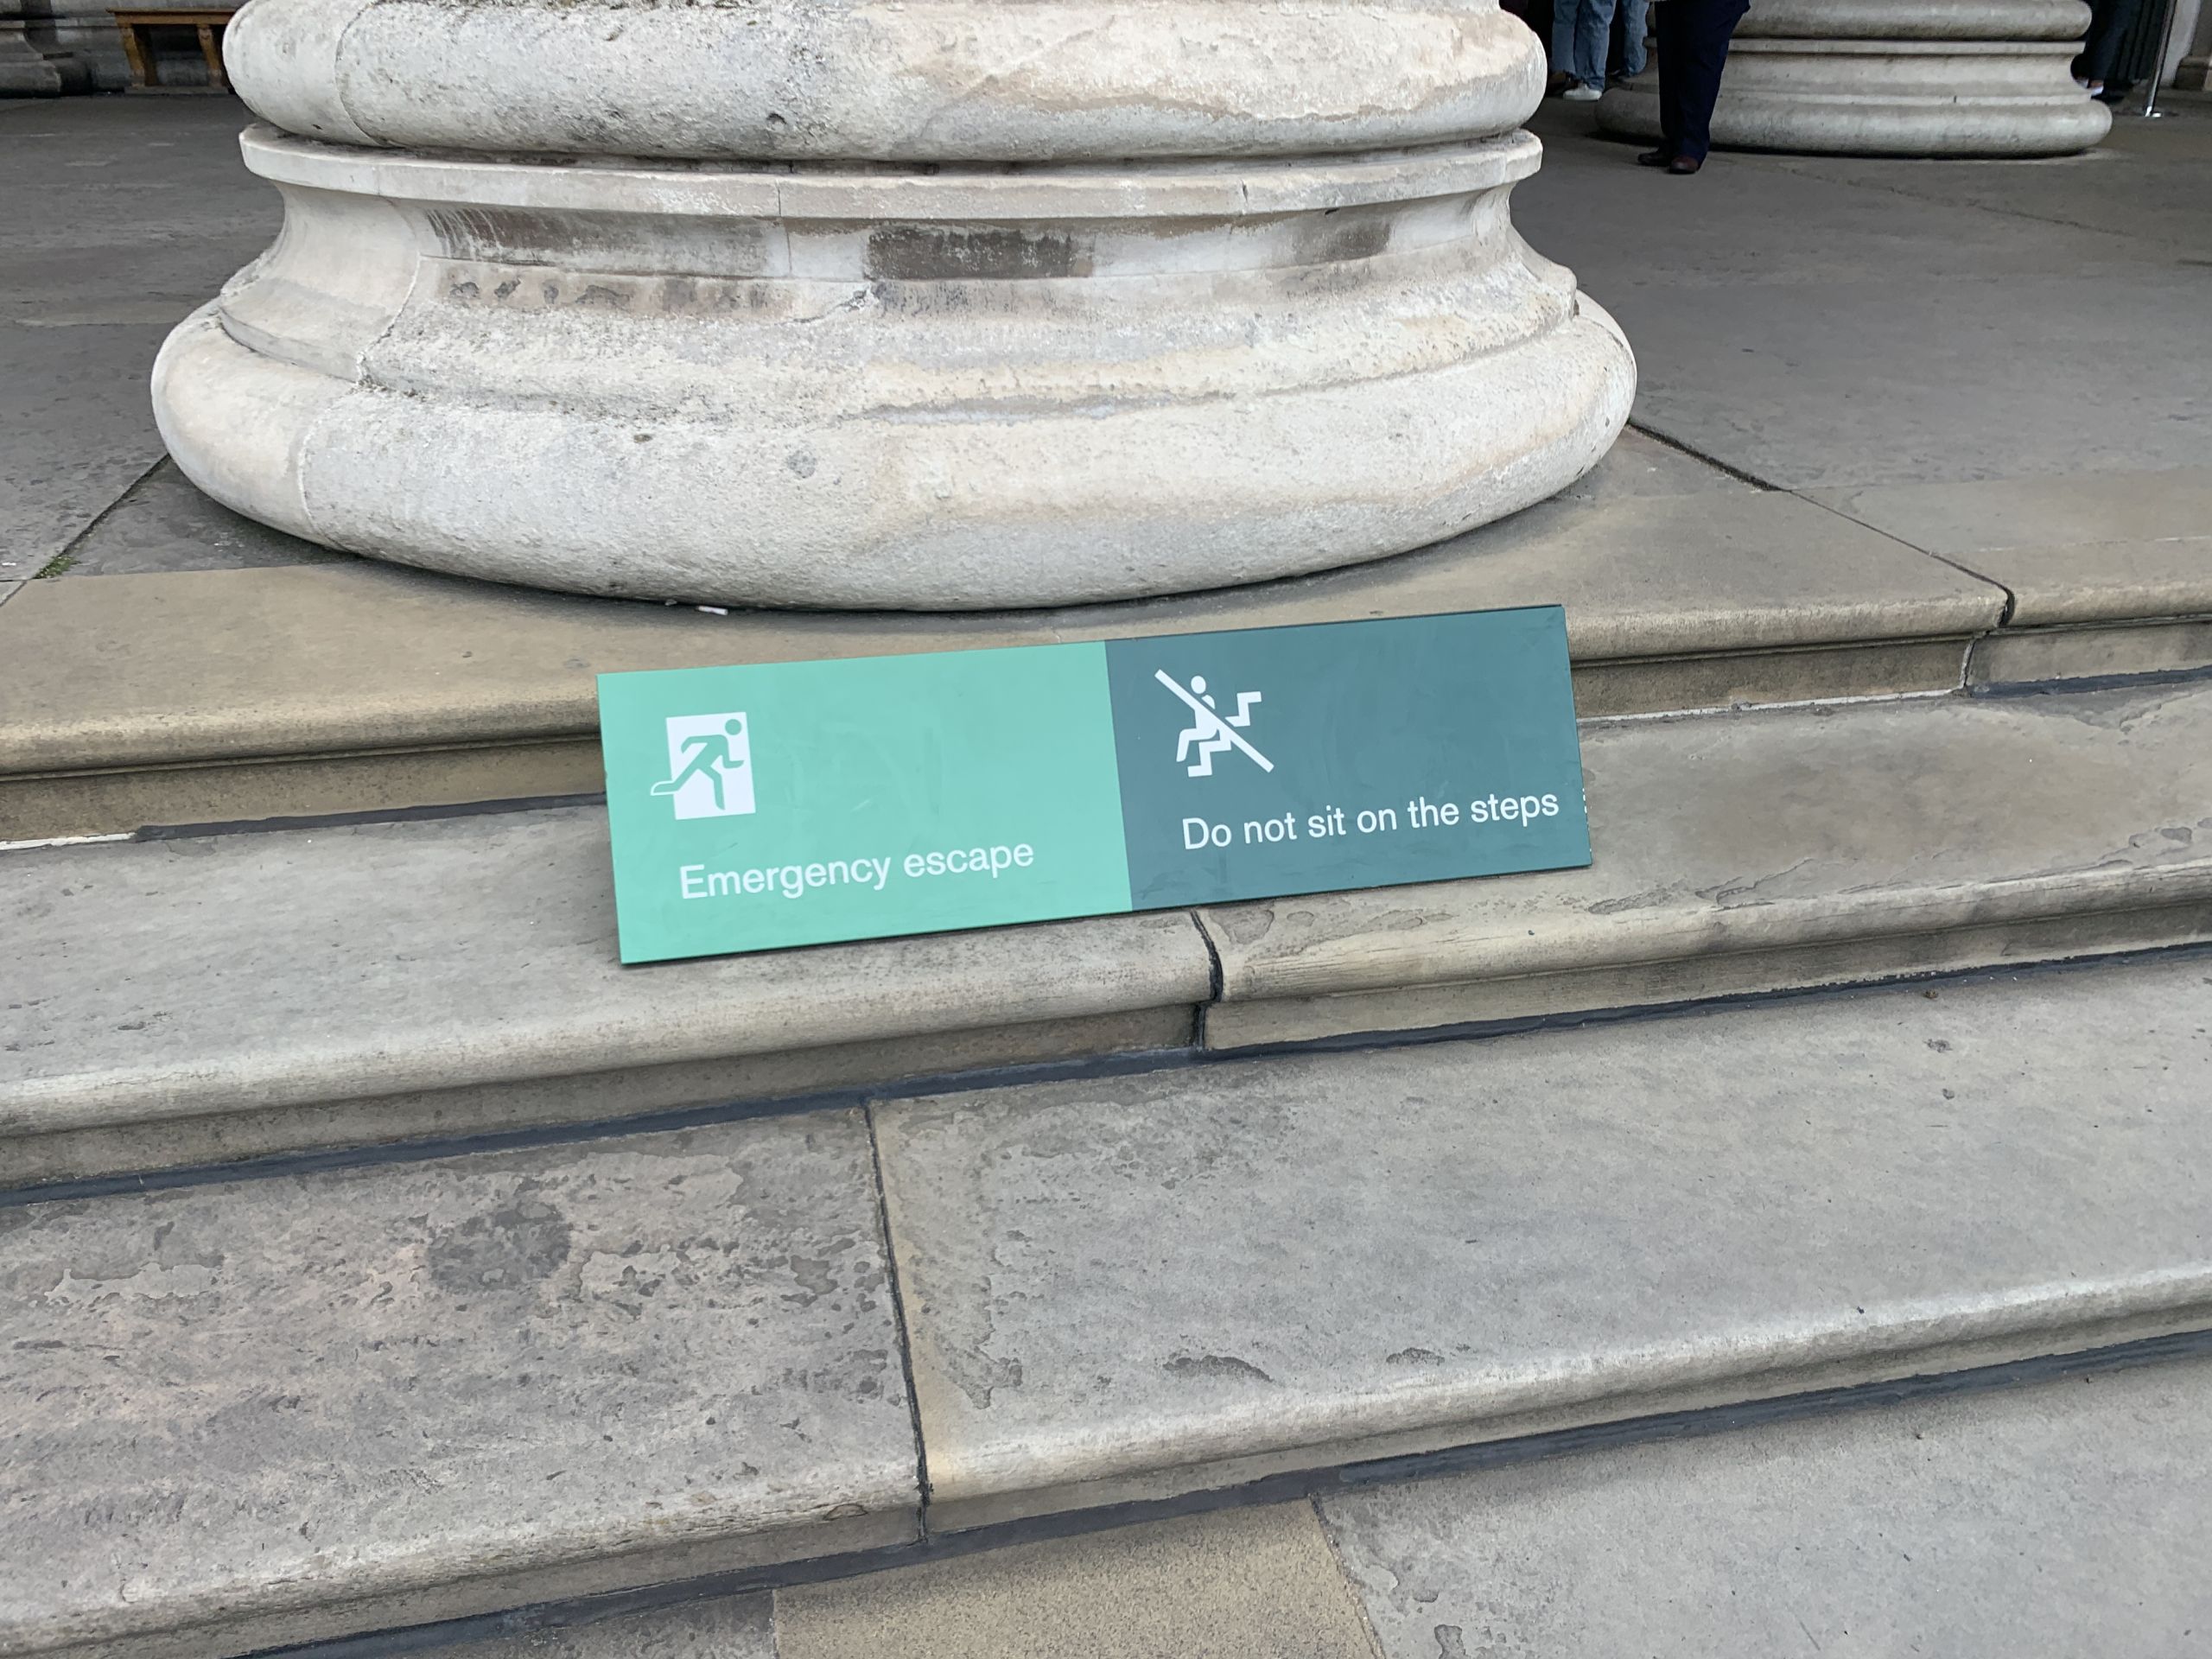 Emergency escape
Do not sit on the steps